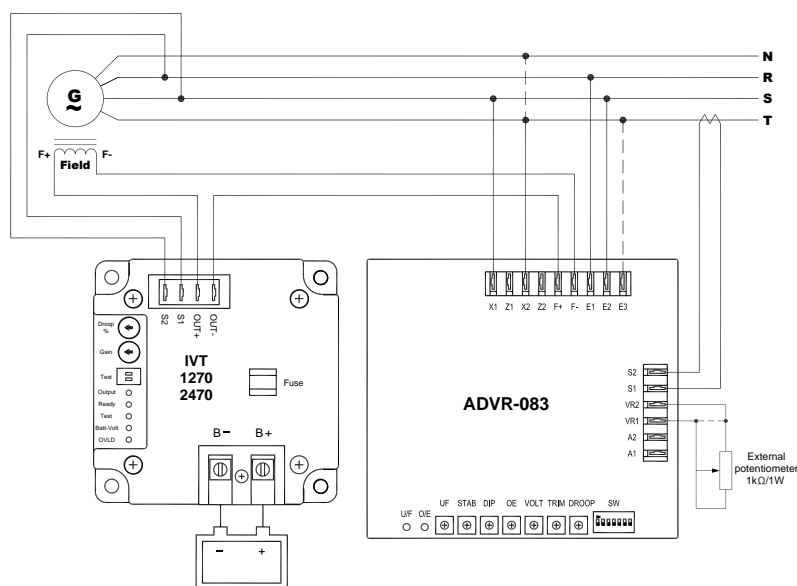 N
R
S
T
G
~
F+ F-
Field
S2 S1 OUT+ OUT-
Droop
%
Gain
Test
Output
Ready
Test
Batt-Volt
OVLD
IVT
1270
2470
Fuse
B− B+
− +
X1 Z1 X2 Z2 F+ F- E1 E2 E3
ADVR-083
S2
S1
VR2
VR1
A2
A1
External
potentiometer
1kΩ/1W
U/F O/E UF STAB DIP OE VOLT TRIM DROOP SW